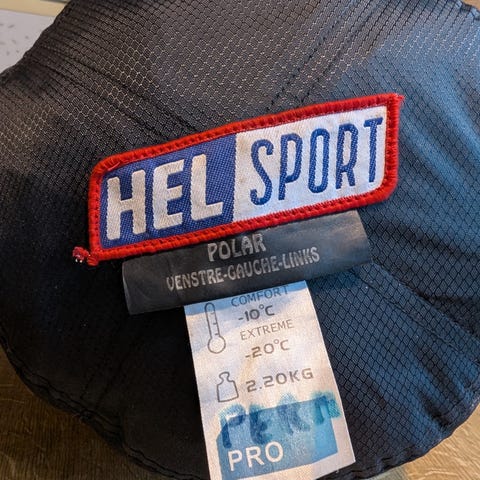 HEL SPORT
POLAR
VENSTRE-GAUCHE-LINKS
COMFORT
-10°C
EXTREME
-20°C
2.20KG
PRO